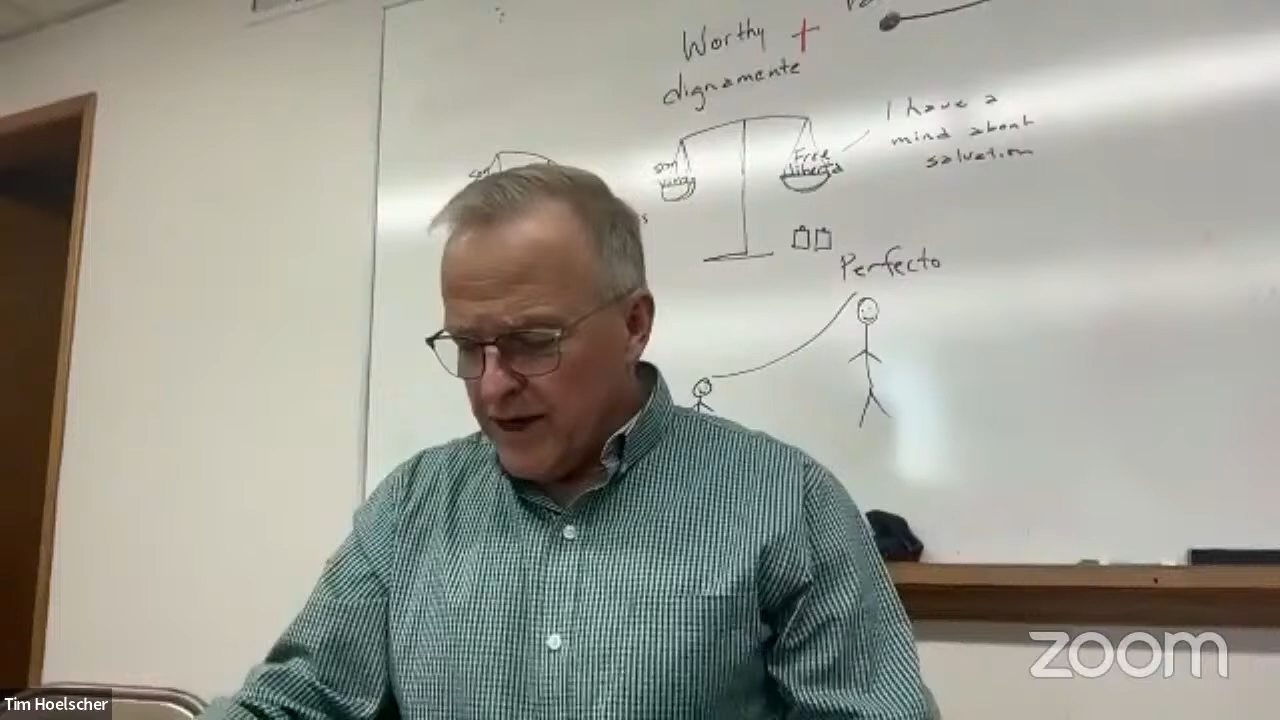 Worthy +
dignamente
I have a
mind about
salvation
Free
Perfecto
zoom
Tim Hoelscher